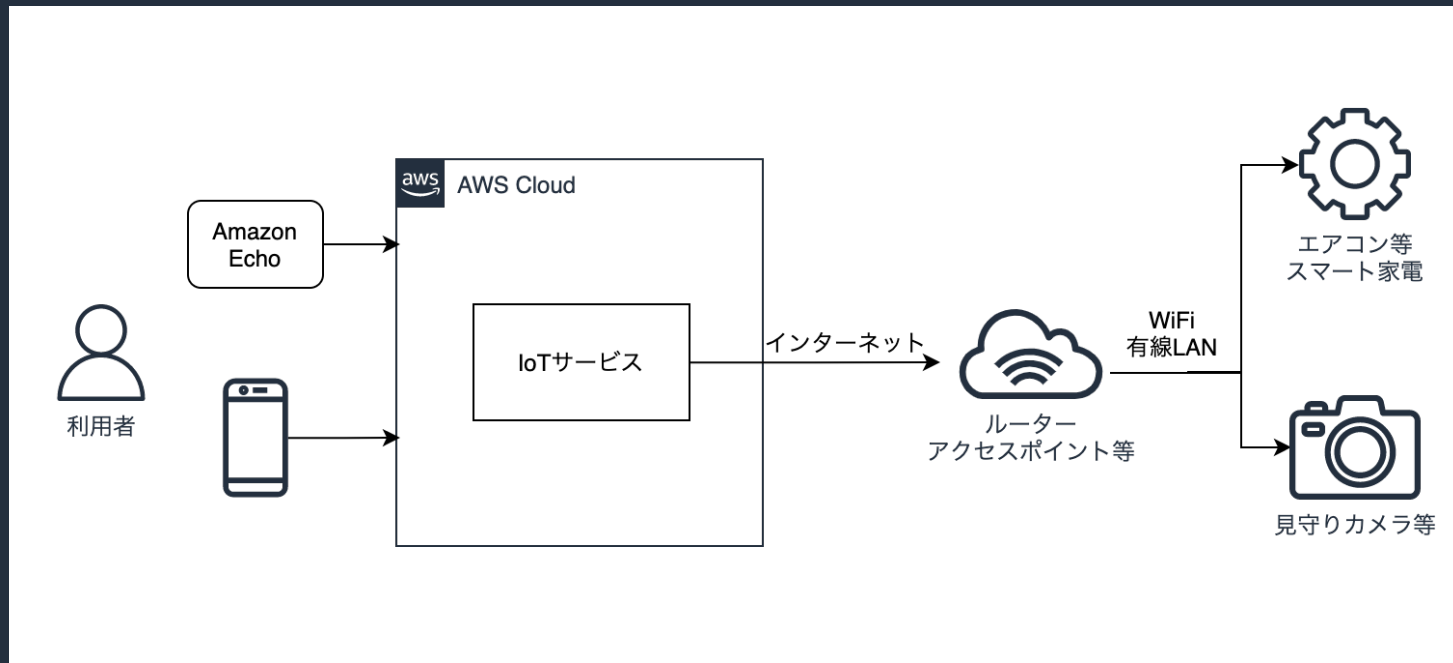 aws
AWS Cloud
Amazon
Echo
利用者
IoTサービス
インターネット
ルーター
アクセスポイント等
WiFi
有線LAN
エアコン等
スマート家電
見守りカメラ等